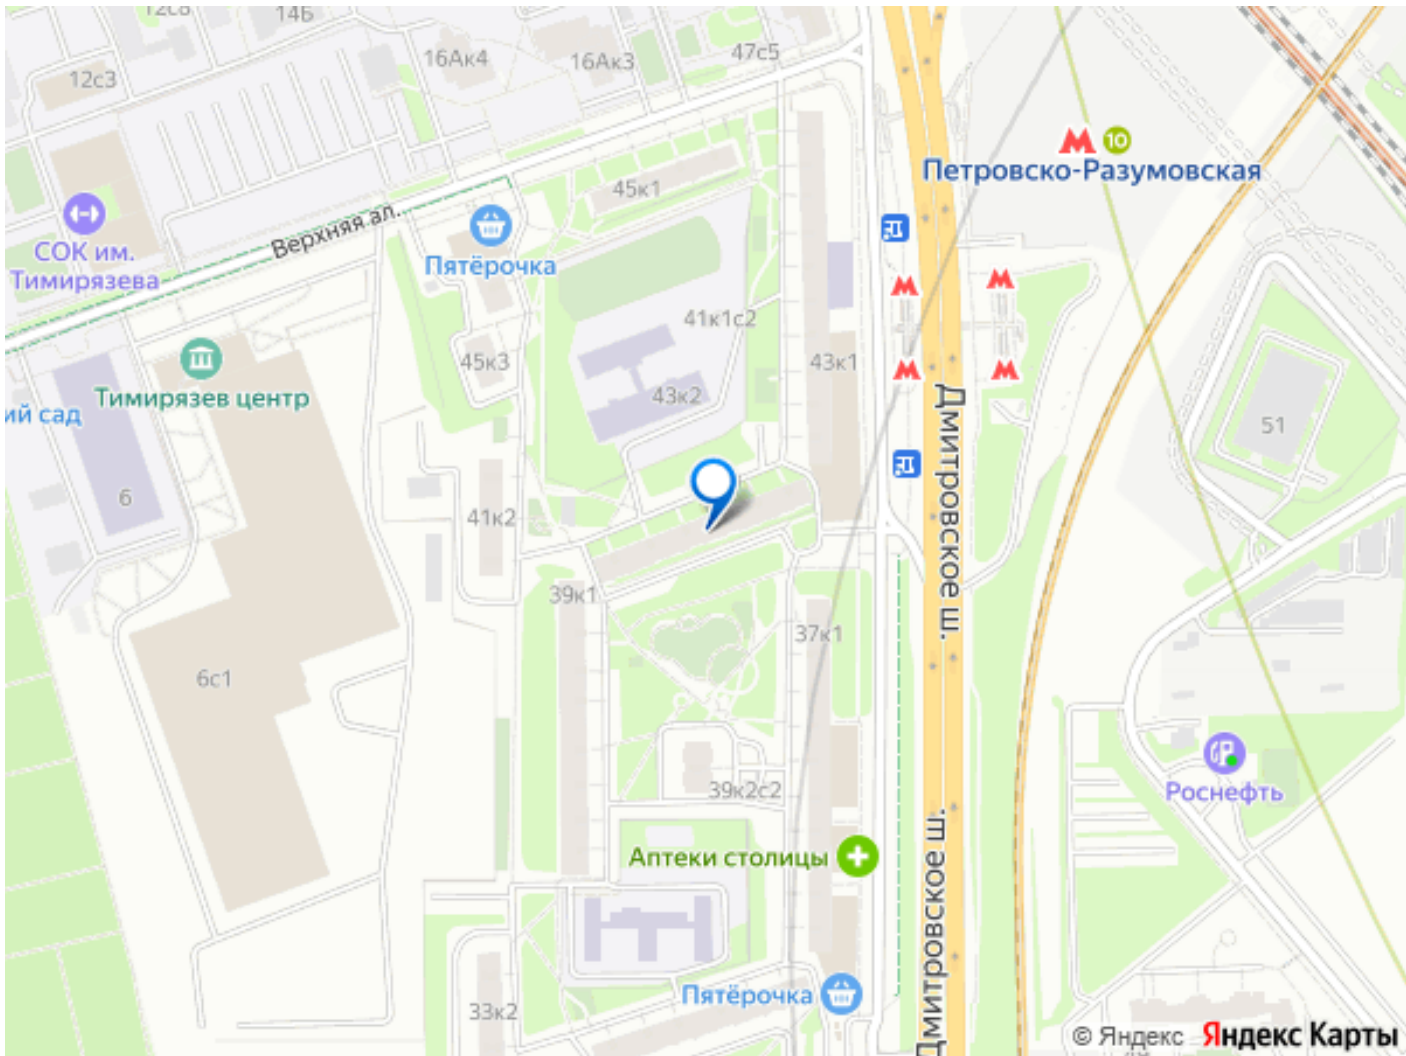 14Б
12с8
47с5
16Ак4
16Ак3
12с3
10
Петровско-Разумовская
45к1
Верхняя ал.
СОК им.
Тимирязева
Пятёрочка
41к1с2
45к3
43к1
43к2
Тимирязев центр
ий сад
Дмитровское ш.
51
6
41к2
39к1
37к1
6с1
39к2с2
Роснефть
Аптеки столицы
Дмитровское ш.
Пятёрочка
33к2
© Яндекс Яндекс Карты